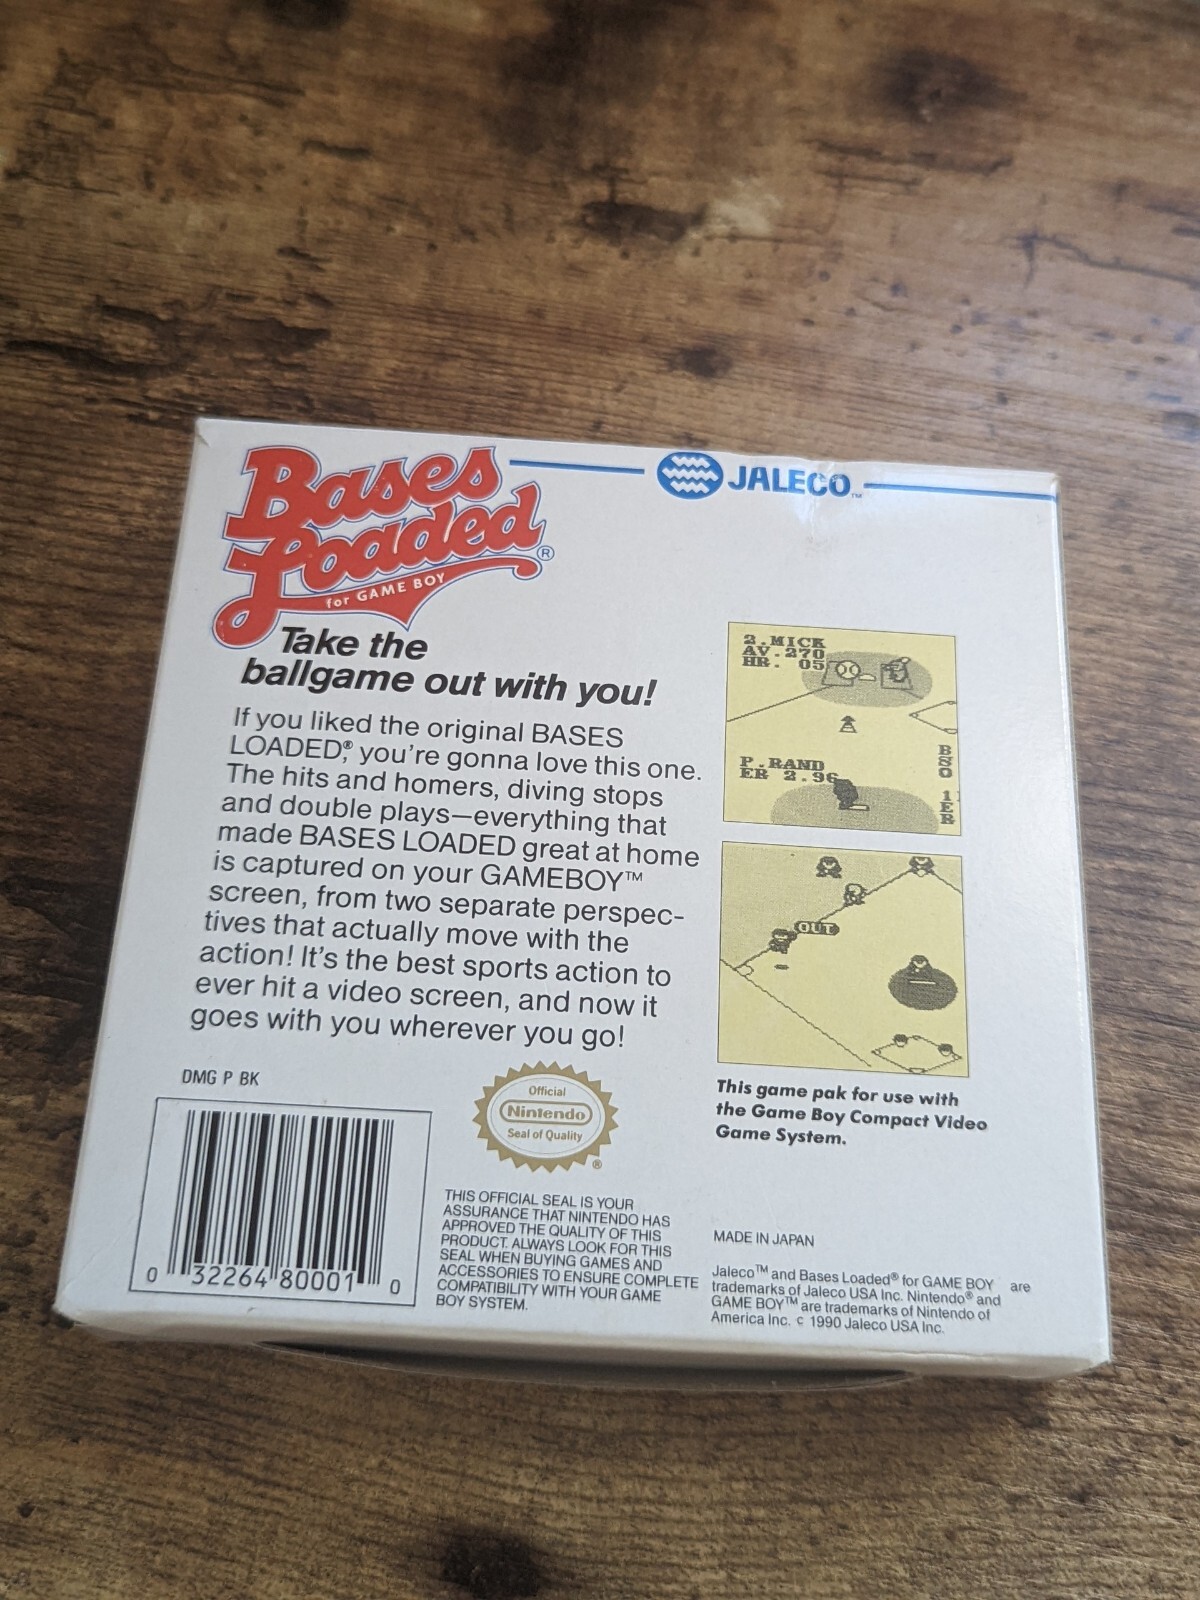 Bases
Loaded®
for GAME BOY
JALECO™
Take the
ballgame out with you!
If you liked the original BASES
LOADED,® you're gonna love this one.
The hits and homers, diving stops
and double plays—everything that
made BASES LOADED great at home
is captured on your GAMEBOY™
screen, from two separate perspec-
tives that actually move with the
action! It's the best sports action to
ever hit a video screen, and now it
goes with you wherever you go!
2.MICK
AV.270
HR. 05
P.RAND
ER 2.96
B
S
O
1
E
R
OUT
This game pak for use with
the Game Boy Compact Video
Game System.
DMG P BK
0 32264 80001 0
Official
Nintendo
Seal of Quality
®
THIS OFFICIAL SEAL IS YOUR
ASSURANCE THAT NINTENDO HAS
APPROVED THE QUALITY OF THIS
PRODUCT. ALWAYS LOOK FOR THIS
SEAL WHEN BUYING GAMES AND
ACCESSORIES TO ENSURE COMPLETE
COMPATIBILITY WITH YOUR GAME
BOY SYSTEM.
MADE IN JAPAN
Jaleco™ and Bases Loaded® for GAME BOY are
trademarks of Jaleco USA Inc. Nintendo® and
GAME BOY™ are trademarks of Nintendo of
America Inc. © 1990 Jaleco USA Inc.